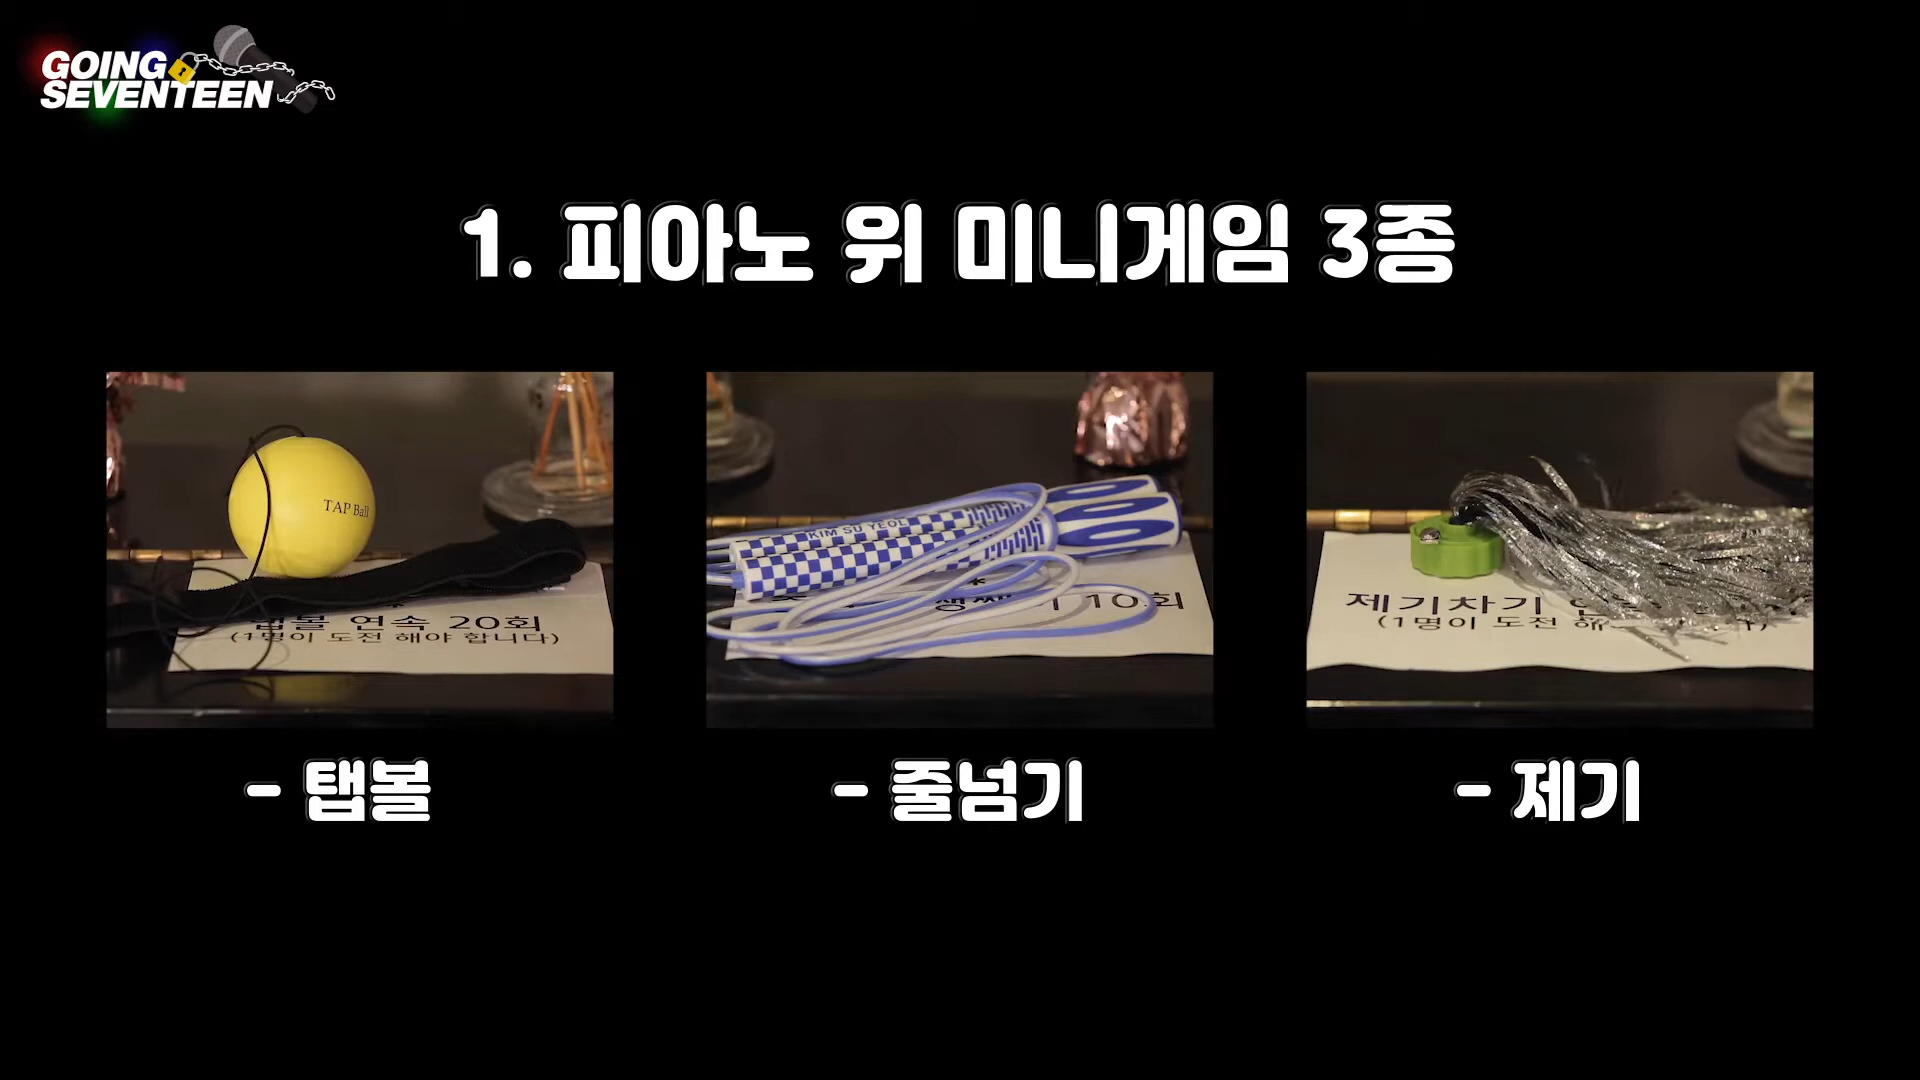 GOING
SEVENTEEN
1. 피아노 위 미니게임 3종
TAP Ball
탭볼 연속 20회
(1명이 도전 해야 합니다)
- 탭볼
KIM SU YEOL
10회
- 줄넘기
제기차기
(1명이 도전
- 제기